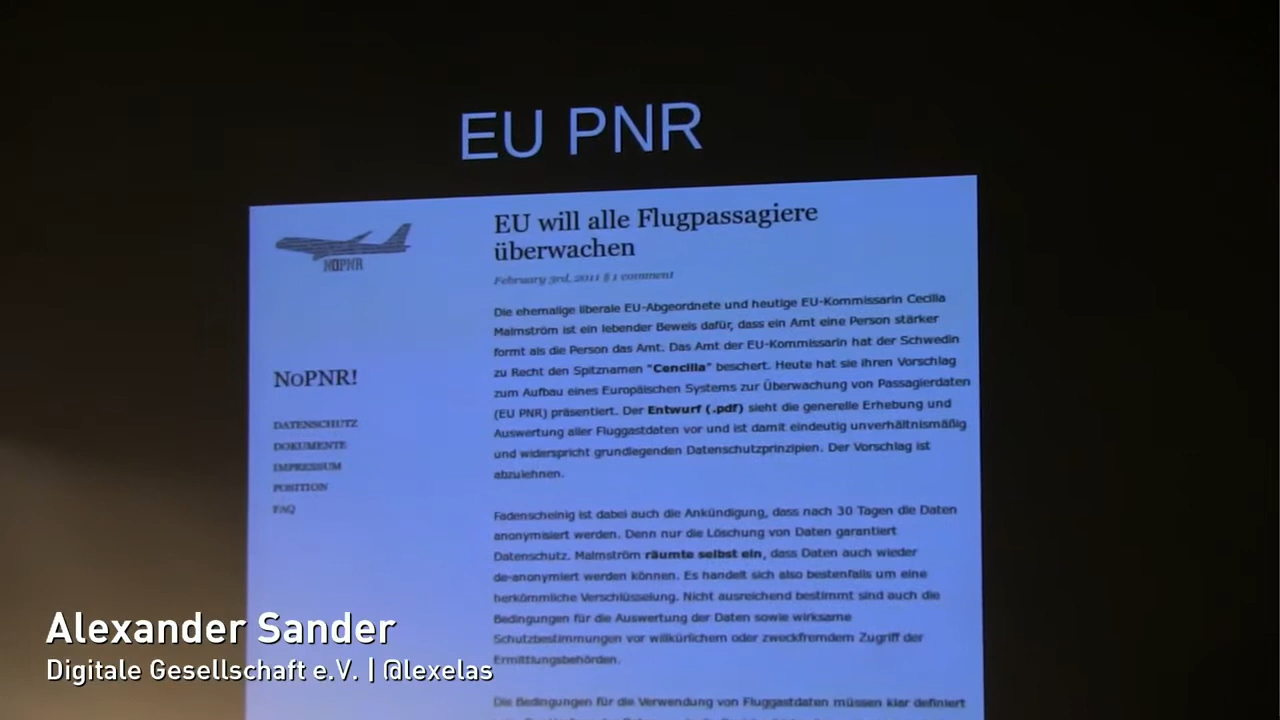 EU PNR
NOPNR
EU will alle Flugpassagiere
überwachen
February 3rd, 2011 § 1 comment
Die ehemalige liberale EU-Abgeordnete und heutige EU-Kommissarin Cecilia
Malmström ist ein lebender Beweis dafür, dass ein Amt eine Person stärker
formt als die Person das Amt. Das Amt der EU-Kommissarin hat der Schwedin
zu Recht den Spitznamen "Cencilla" beschert. Heute hat sie ihren Vorschlag
zum Aufbau eines Europäischen Systems zur Überwachung von Passagierdaten
(EU PNR) präsentiert. Der Entwurf (.pdf) sieht die generelle Erhebung und
Auswertung aller Fluggastdaten vor und ist damit eindeutig unverhältnismäßig
und widerspricht grundlegenden Datenschutzprinzipien. Der Vorschlag ist
abzulehnen.
NOPNR!
DATENSCHUTZ
DOKUMENTE
IMPRESSUM
POSITION
FAQ
Fadenscheinig ist dabei auch die Ankündigung, dass nach 30 Tagen die Daten
anonymisiert werden. Denn nur die Löschung von Daten garantiert
Datenschutz. Malmström räumte selbst ein, dass Daten auch wieder
de-anonymiert werden können. Es handelt sich also bestenfalls um eine
herkömmliche Verschlüsselung. Nicht ausreichend bestimmt sind auch die
Bedingungen für die Auswertung der Daten sowie wirksame
Schutzbestimmungen vor willkürlichem oder zweckfremdem Zugriff der
Ermittlungsbehörden.
Die Bedingungen für die Verwendung von Fluggastdaten müssen klar definiert
Alexander Sander
Digitale Gesellschaft e.V. | @lexelas